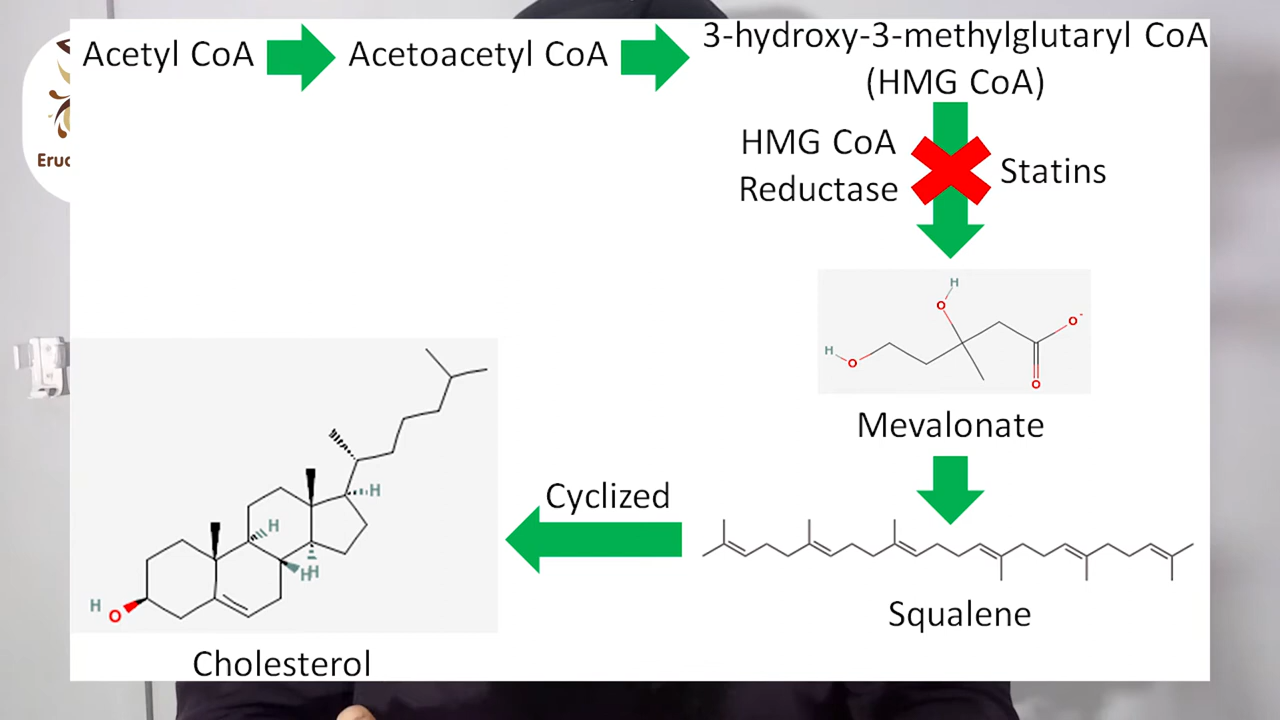 Acetyl CoA
Acetoacetyl CoA
3-hydroxy-3-methylglutaryl CoA
(HMG CoA)
HMG CoA
Reductase
Statins
H
O
H
O
O-
O
Mevalonate
Squalene
Cyclized
H
H
H
H
H
O
Cholesterol